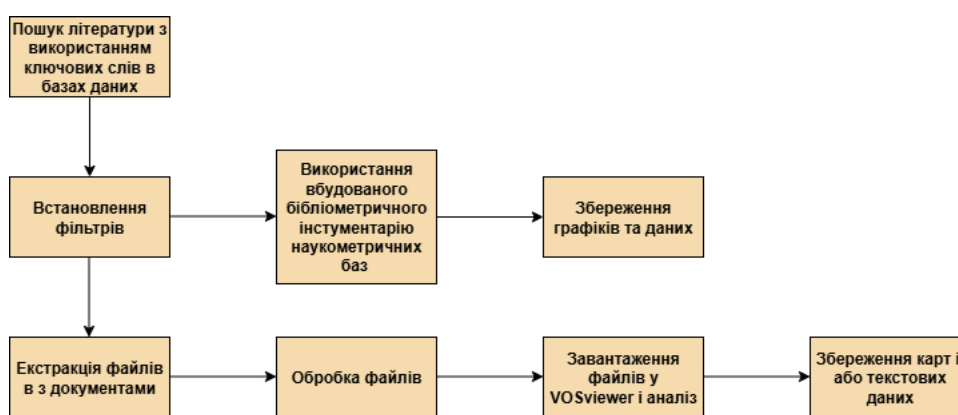 Пошук літератури з
використанням
ключових слів в
базах даних
Встановлення
фільтрів
Використання
вбудованого
бібліометричного
інстументарію
наукометричних
баз
Збереження
графіків та даних
Екстракція файлів
в з документами
Обробка файлів
Завантаження
файлів у
VOSviewer і аналіз
Збереження карт і
або текстових
даних